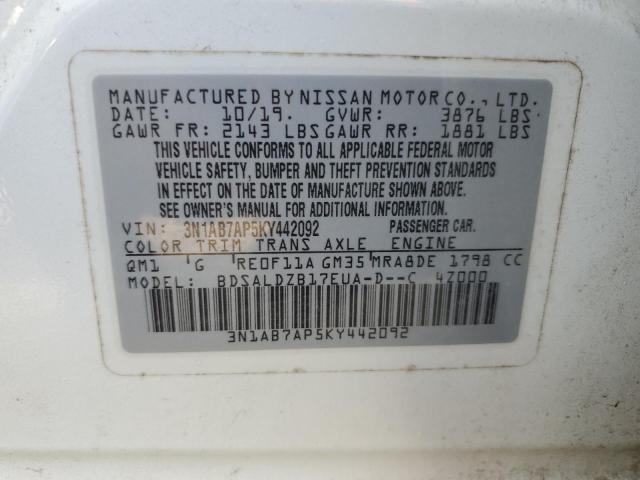 MANUFACTURED BY NISSAN MOTOR CO., LTD.
DATE: 10/19. GVWR: 3876 LBS
GAWR FR: 2143 LBS GAWR RR: 1881 LBS
THIS VEHICLE CONFORMS TO ALL APPLICABLE FEDERAL MOTOR
VEHICLE SAFETY, BUMPER AND THEFT PREVENTION STANDARDS
IN EFFECT ON THE DATE OF MANUFACTURE SHOWN ABOVE.
SEE OWNER'S MANUAL FOR ADDITIONAL INFORMATION.
VIN: 3N1AB7AP5KY442092 PASSENGER CAR.
COLOR TRIM TRANS AXLE ENGINE
QM1 G RE0F11A GM35 MRA8DE 1798 CC
MODEL: BDSALDZB17EUA-D--C 4Z000
3N1AB7AP5KY442092